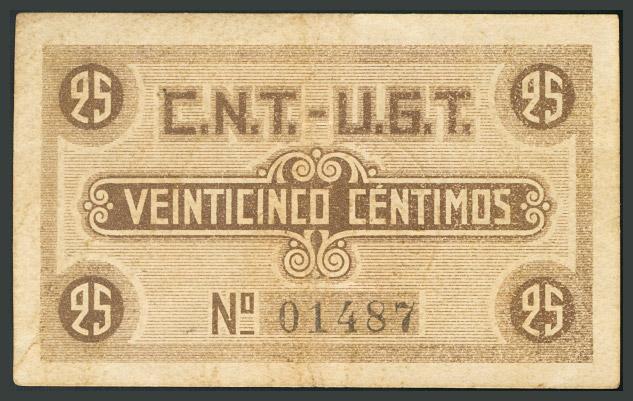 25 25
C.N.T.-U.G.T.
VEINTICINCO CÉNTIMOS
25 25
Nº 01487